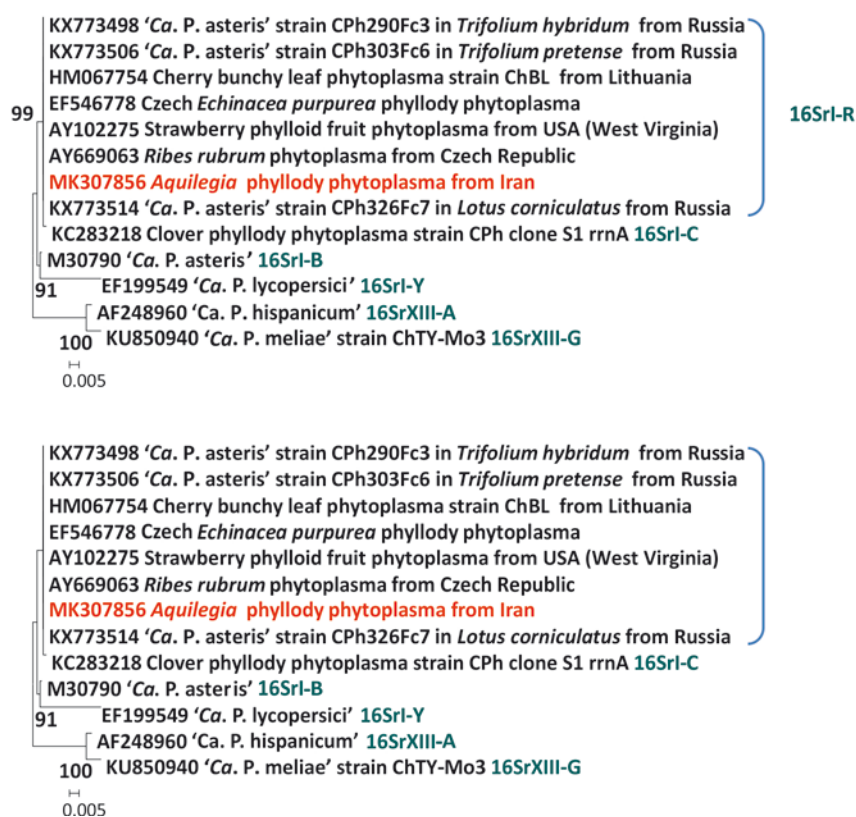 KX773498 ‘Ca. P. asteris’ strain CPh290Fc3 in Trifolium hybridum from Russia
KX773506 ‘Ca. P. asteris’ strain CPh303Fc6 in Trifolium pretense from Russia
HM067754 Cherry bunchy leaf phytoplasma strain ChBL from Lithuania
EF546778 Czech Echinacea purpurea phyllody phytoplasma
99
16SrI-R
AY102275 Strawberry phylloid fruit phytoplasma from USA (West Virginia)
AY669063 Ribes rubrum phytoplasma from Czech Republic
MK307856 Aquilegia phyllody phytoplasma from Iran
KX773514 ‘Ca. P. asteris’ strain CPh326Fc7 in Lotus corniculatus from Russia
KC283218 Clover phyllody phytoplasma strain CPh clone S1 rrnA 16SrI-C
M30790 ‘Ca. P. asteris’ 16SrI-B
EF199549 ‘Ca. P. lycopersici’ 16SrI-Y
91
AF248960 ‘Ca. P. hispanicum’ 16SrXIII-A
KU850940 ‘Ca. P. meliae’ strain ChTY-Mo3 16SrXIII-G
100
0.005
KX773498 ‘Ca. P. asteris’ strain CPh290Fc3 in Trifolium hybridum from Russia
KX773506 ‘Ca. P. asteris’ strain CPh303Fc6 in Trifolium pretense from Russia
HM067754 Cherry bunchy leaf phytoplasma strain ChBL from Lithuania
EF546778 Czech Echinacea purpurea phyllody phytoplasma
AY102275 Strawberry phylloid fruit phytoplasma from USA (West Virginia)
AY669063 Ribes rubrum phytoplasma from Czech Republic
MK307856 Aquilegia phyllody phytoplasma from Iran
KX773514 ‘Ca. P. asteris’ strain CPh326Fc7 in Lotus corniculatus from Russia
KC283218 Clover phyllody phytoplasma strain CPh clone S1 rrnA 16SrI-C
M30790 ‘Ca. P. asteris’ 16SrI-B
EF199549 ‘Ca. P. lycopersici’ 16SrI-Y
91
AF248960 ‘Ca. P. hispanicum’ 16SrXIII-A
KU850940 ‘Ca. P. meliae’ strain ChTY-Mo3 16SrXIII-G
100
0.005